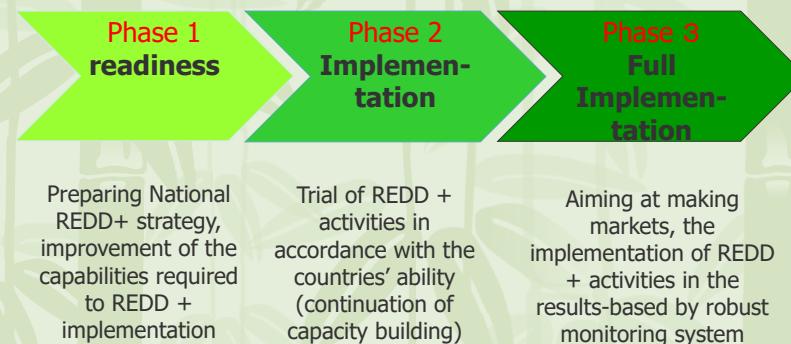 Phase 1
readiness
Phase 2
Implemen-
tation
Phase 3
Full
Implemen-
tation
Preparing National
REDD+ strategy,
improvement of the
capabilities required
to REDD +
implementation
Trial of REDD +
activities in
accordance with the
countries’ ability
(continuation of
capacity building)
Aiming at making
markets, the
implementation of REDD
+ activities in the
results-based by robust
monitoring system